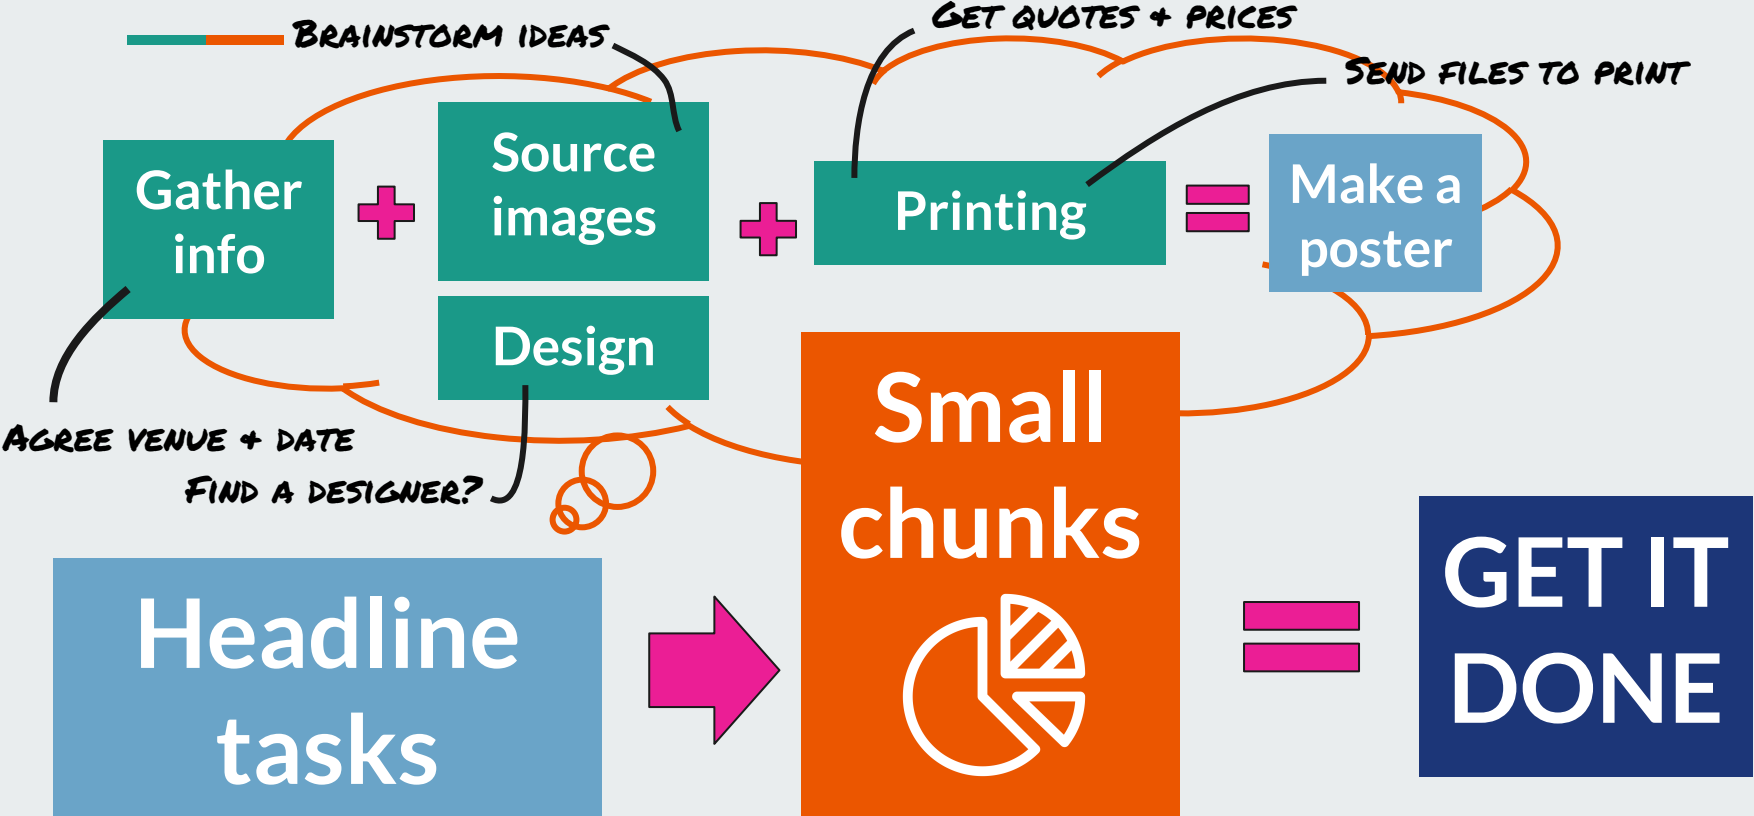 BRAINSTORM IDEAS
GET QUOTES & PRICES
SEND FILES TO PRINT
Gather
info
Source
images
Printing
Make a
poster
Design
AGREE VENUE & DATE
FIND A DESIGNER?
Small
chunks
Headline
tasks
GET IT
DONE